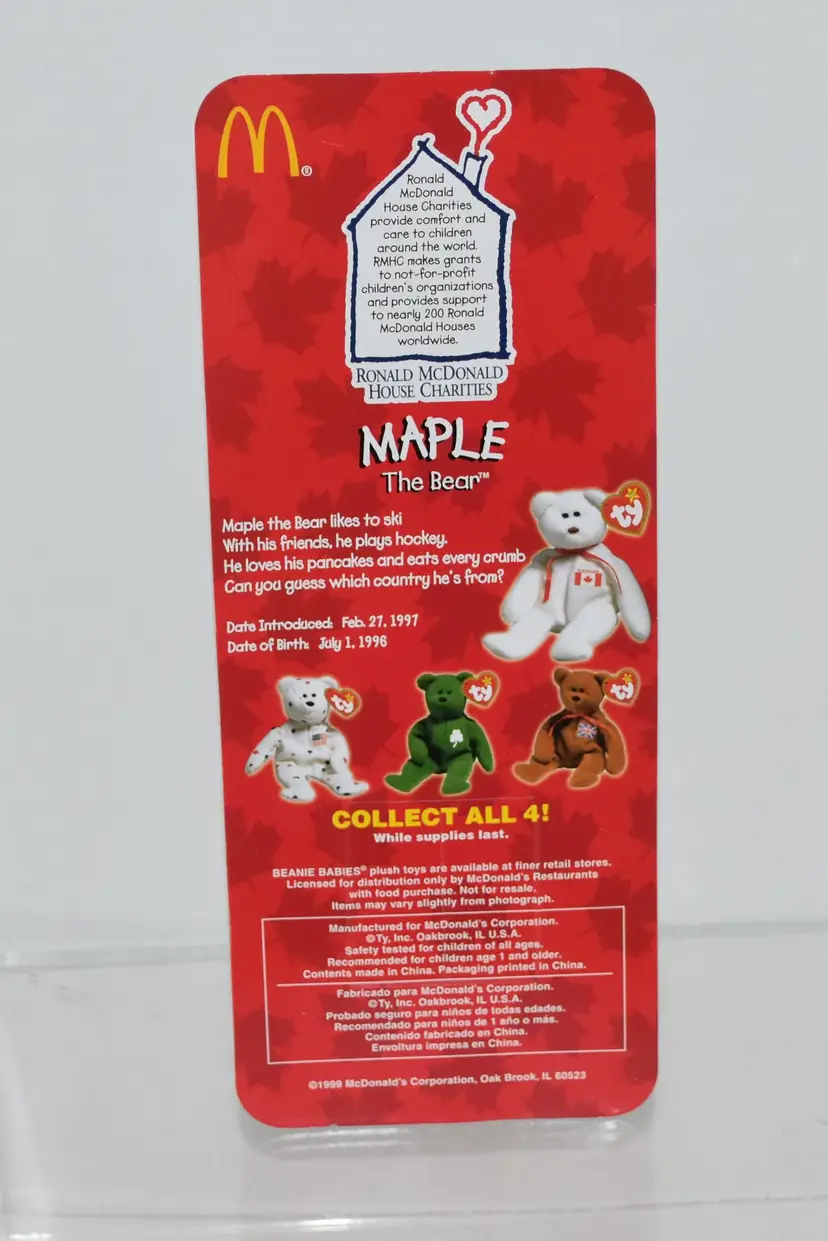 M®
Ronald
McDonald
House Charities
provide comfort and
care to children
around the world.
RMHC makes grants
to not-for-profit
children's organizations
and provides support
to nearly 200 Ronald
McDonald Houses
worldwide.
RONALD MCDONALD
HOUSE CHARITIES
MAPLE
The Bear™
Maple the Bear likes to ski
With his friends, he plays hockey.
He loves his pancakes and eats every crumb
Can you guess which country he's from?
ty
Date Introduced: Feb. 27, 1997
Date of Birth: July 1, 1996
ty
ty
ty
COLLECT ALL 4!
While supplies last.
BEANIE BABIES® plush toys are available at finer retail stores.
Licensed for distribution only by McDonald's Restaurants
with food purchase. Not for resale.
Items may vary slightly from photograph.
Manufactured for McDonald's Corporation.
©Ty, Inc. Oakbrook, IL U.S.A.
Safety tested for children of all ages.
Recommended for children age 1 and older.
Contents made in China. Packaging printed in China.
Fabricado para McDonald's Corporation.
©Ty, Inc. Oakbrook, IL U.S.A.
Probado seguro para niños de todas edades.
Recomendado para niños de 1 año o más.
Contenido fabricado en China.
Envoltura impresa en China.
©1999 McDonald's Corporation, Oak Brook, IL 60523